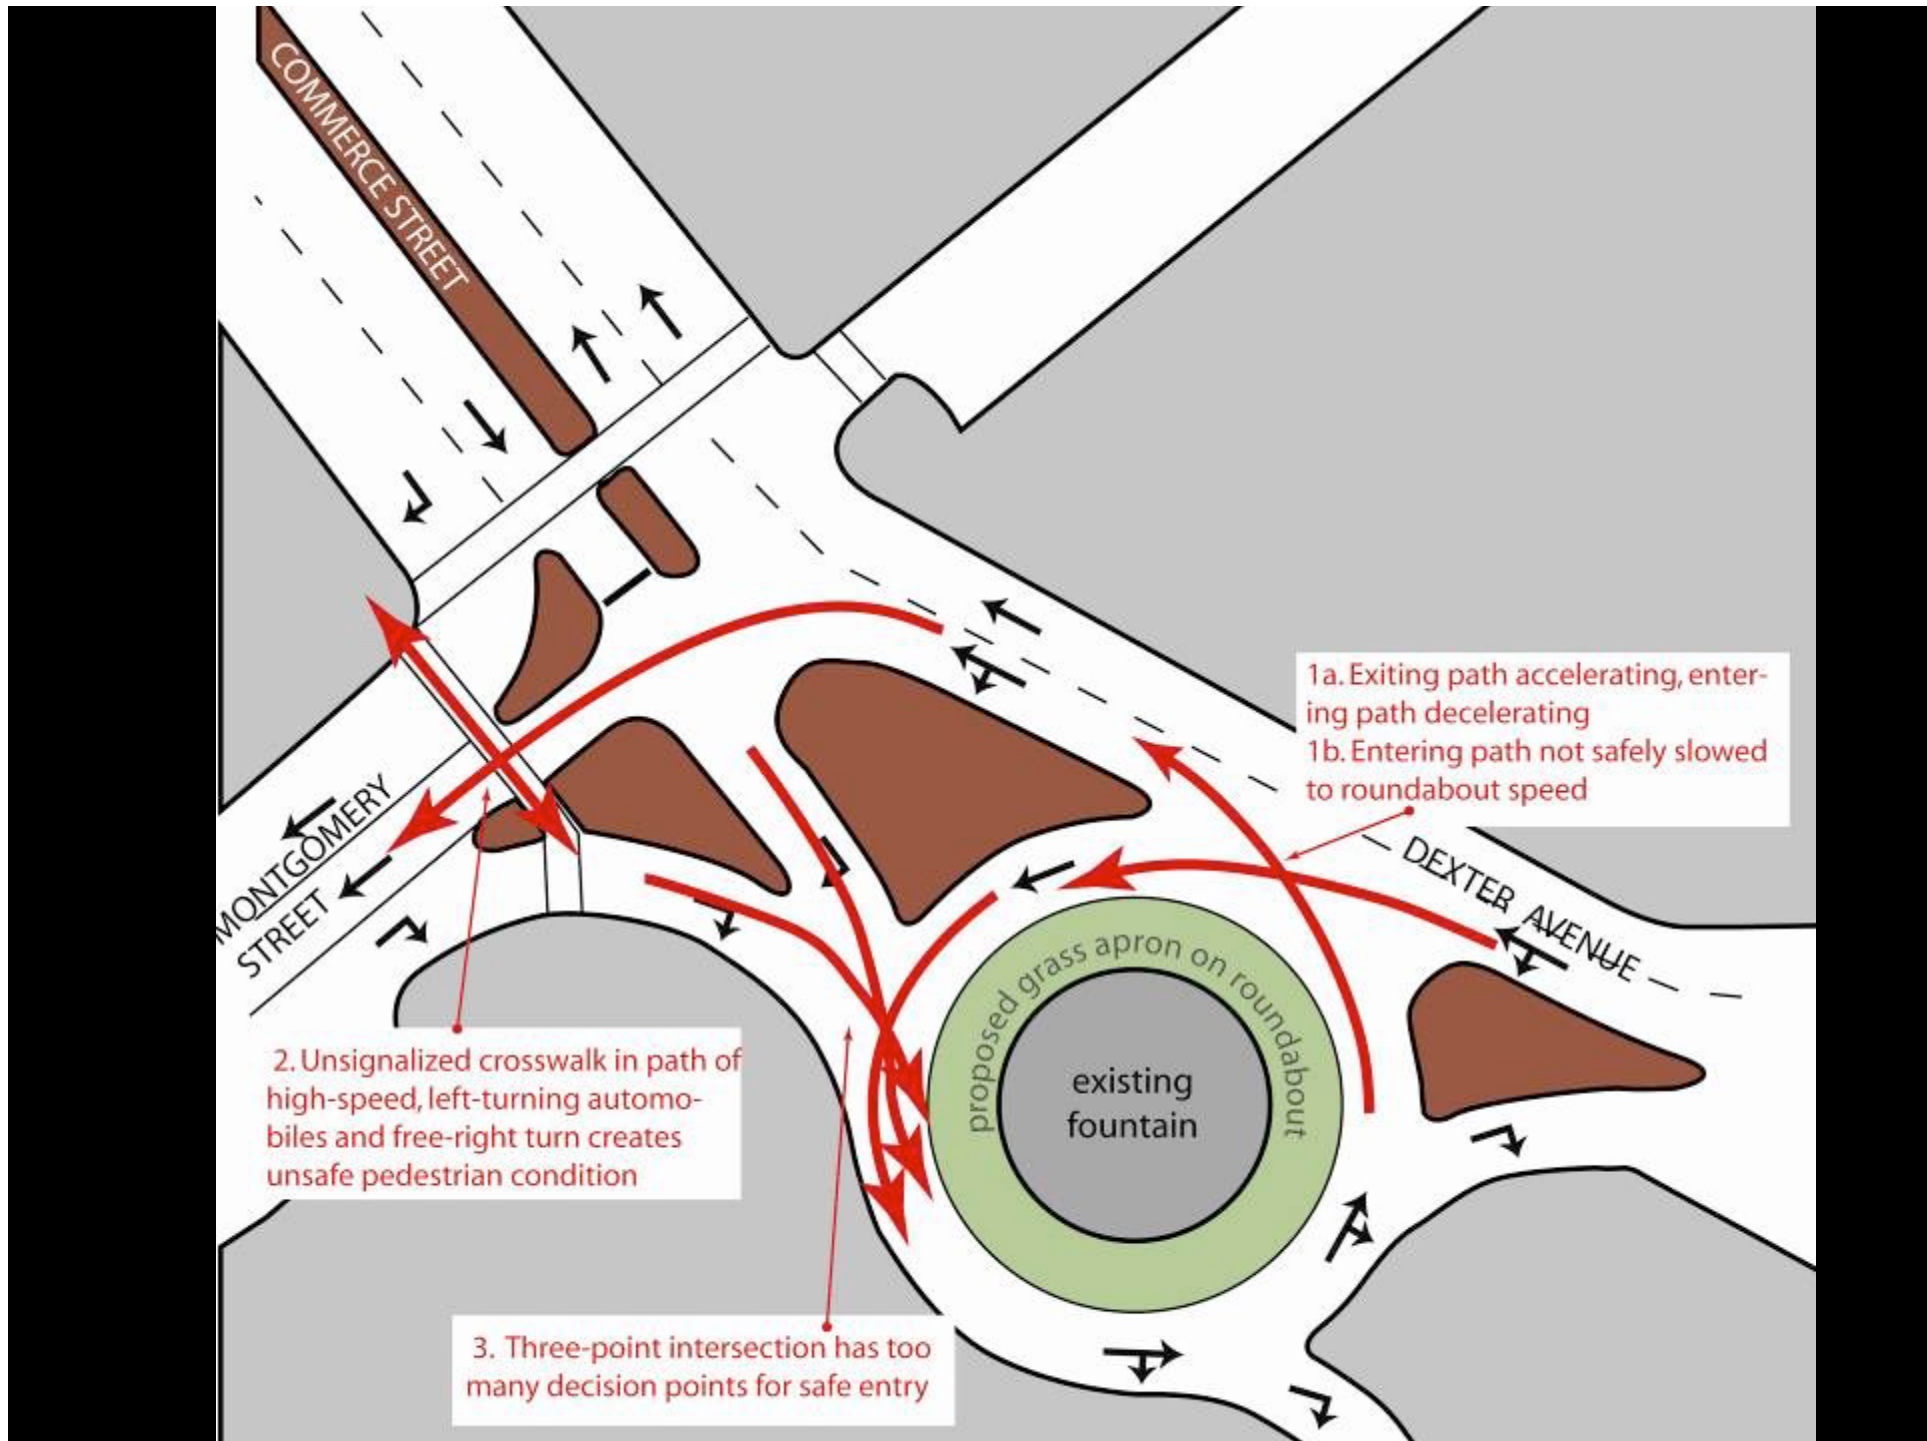 COMMERCE STREET
1a. Exiting path accelerating, enter-
ing path decelerating
1b. Entering path not safely slowed
to roundabout speed
DEXTER AVENUE
MONTGOMERY
STREET
proposed grass apron on roundabout
existing
fountain
2. Unsignalized crosswalk in path of
high-speed, left-turning automo-
biles and free-right turn creates
unsafe pedestrian condition
3. Three-point intersection has too
many decision points for safe entry